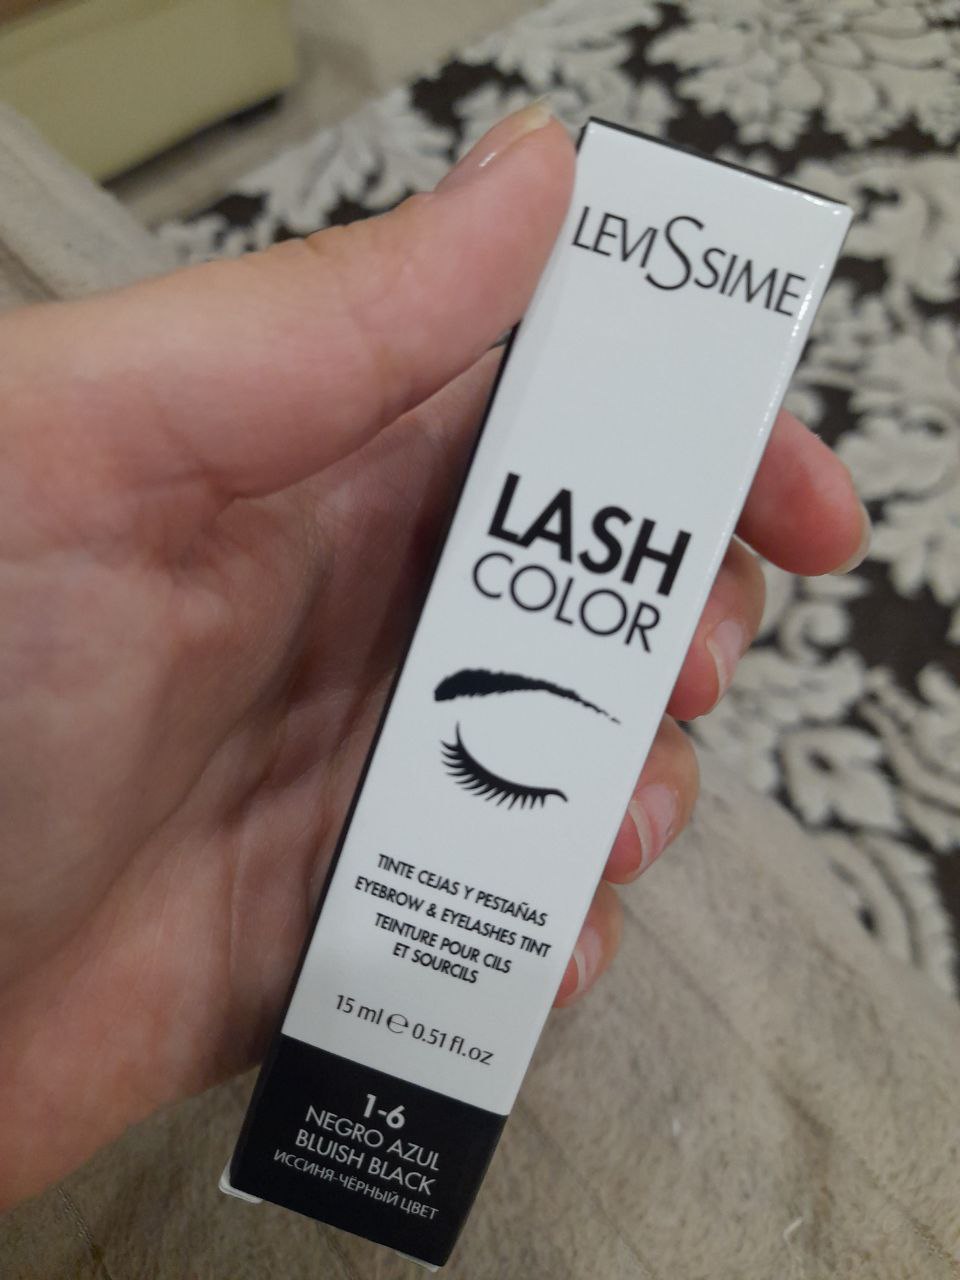 LEVISSIME
LASH
COLOR
TINTE CEJAS Y PESTAÑAS
EYEBROW & EYELASHES TINT
TEINTURE POUR CILS
ET SOURCILS
15 ml ℮ 0.51 fl.oz
1-6
NEGRO AZUL
BLUISH BLACK
ИССИНЯ-ЧЁРНЫЙ ЦВЕТ